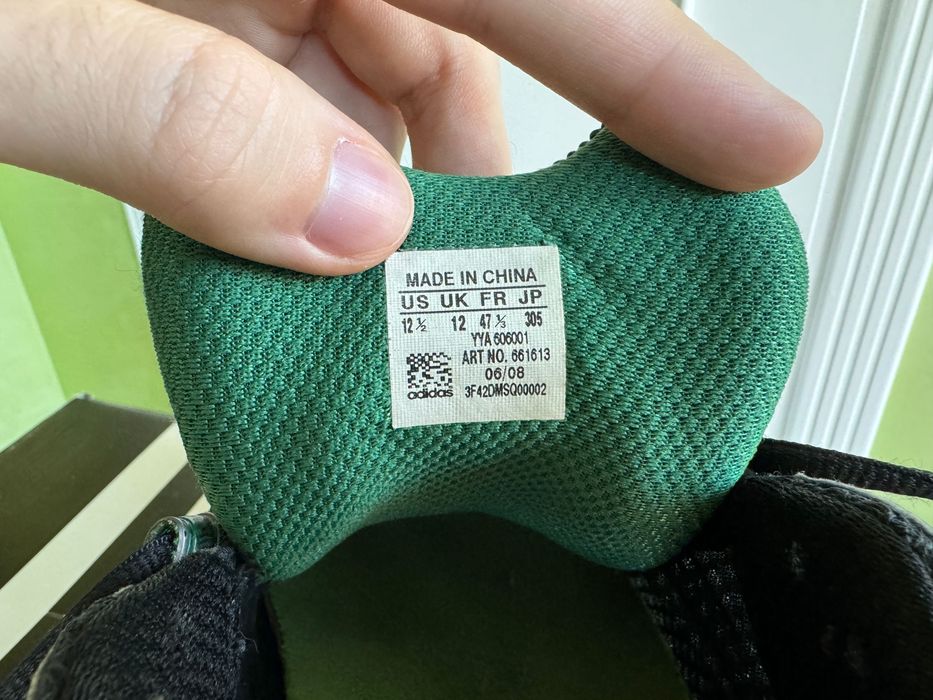 MADE IN CHINA
US UK FR JP
12 ½ 12 47 ⅓ 305
YYA 606001
ART NO. 661613
06/08
adidas 3F42DMSQ00002